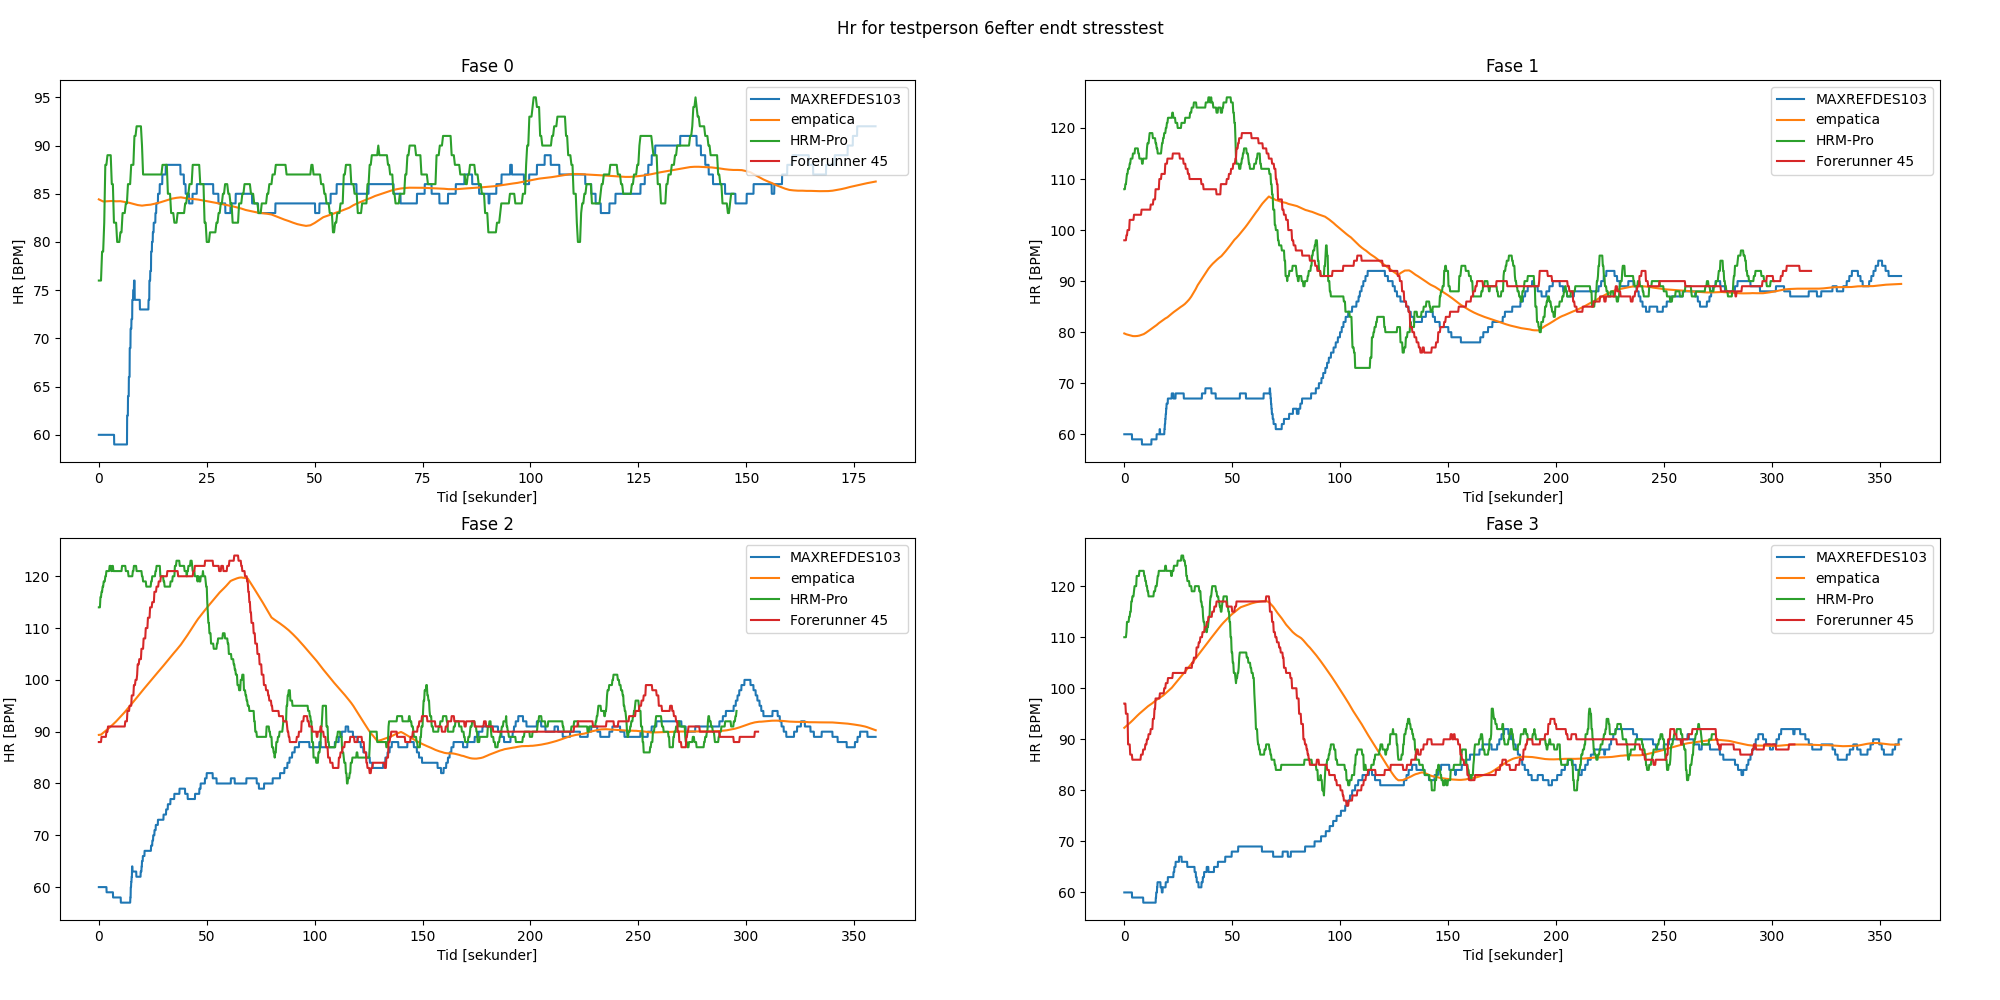 Hr for testperson 6efter endt stresstest
Fase 0
HR [BPM]
95
90
85
80
75
70
65
60
MAXREFDES103
empatica
HRM-Pro
Forerunner 45
0 25 50 75 100 125 150 175
Tid [sekunder]
Fase 1
HR [BPM]
120
110
100
90
80
70
60
MAXREFDES103
empatica
HRM-Pro
Forerunner 45
0 50 100 150 200 250 300 350
Tid [sekunder]
Fase 2
HR [BPM]
120
110
100
90
80
70
60
MAXREFDES103
empatica
HRM-Pro
Forerunner 45
0 50 100 150 200 250 300 350
Tid [sekunder]
Fase 3
HR [BPM]
120
110
100
90
80
70
60
MAXREFDES103
empatica
HRM-Pro
Forerunner 45
0 50 100 150 200 250 300 350
Tid [sekunder]